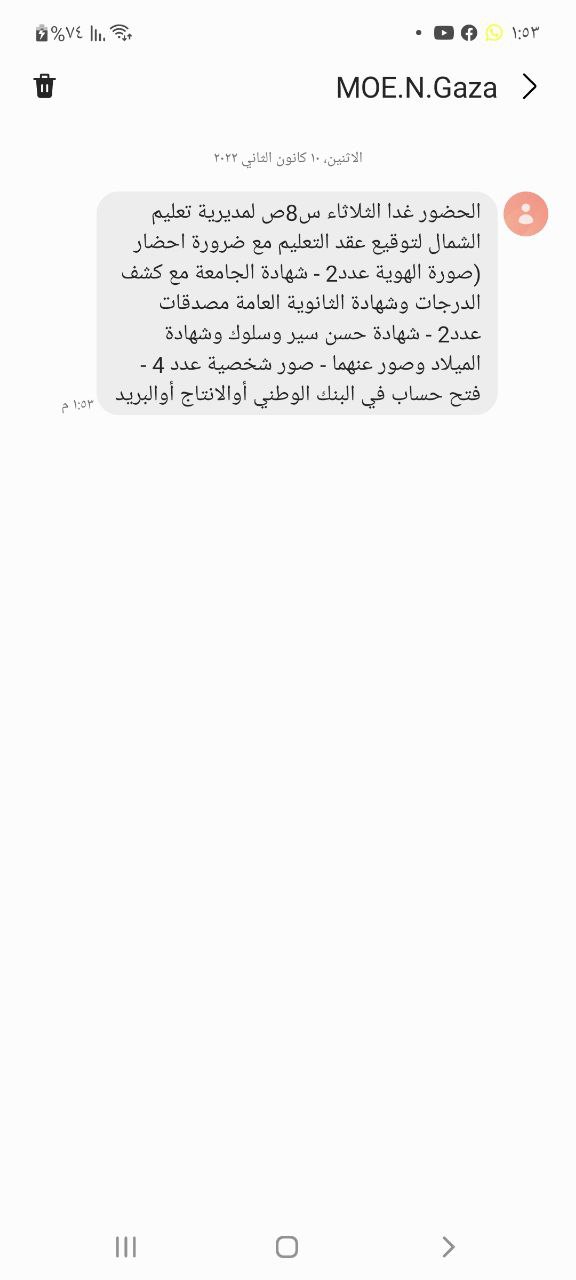 ١:٥٣
%٧٤
MOE.N.Gaza
الاثنين، ١٠ كانون الثاني ٢٠٢٢
الحضور غدا الثلاثاء س8ص لمديرية تعليم
الشمال لتوقيع عقد التعليم مع ضرورة احضار
(صورة الهوية عدد2 - شهادة الجامعة مع كشف
الدرجات وشهادة الثانوية العامة مصدقات
عدد2 - شهادة حسن سير وسلوك وشهادة
الميلاد وصور عنهما - صور شخصية عدد 4 -
فتح حساب في البنك الوطني أوالانتاج أوالبريد
١:٥٣ م